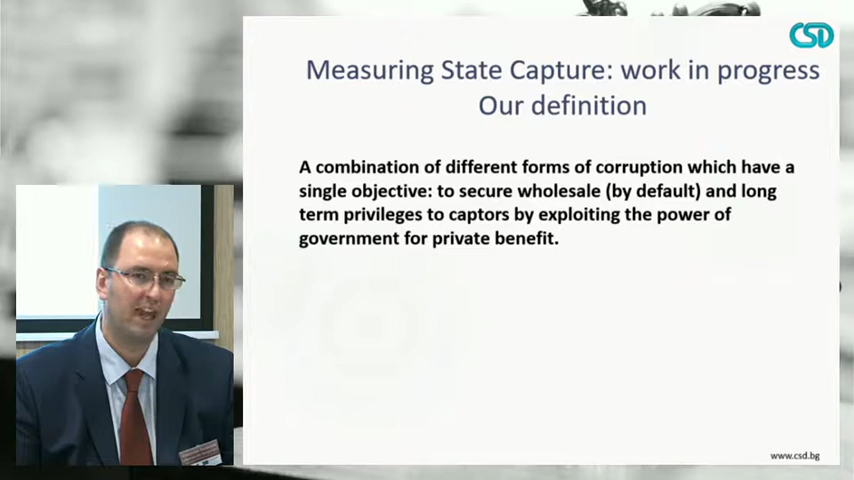 CSD
Measuring State Capture: work in progress
Our definition
A combination of different forms of corruption which have a
single objective: to secure wholesale (by default) and long
term privileges to captors by exploiting the power of
government for private benefit.
www.csd.bg